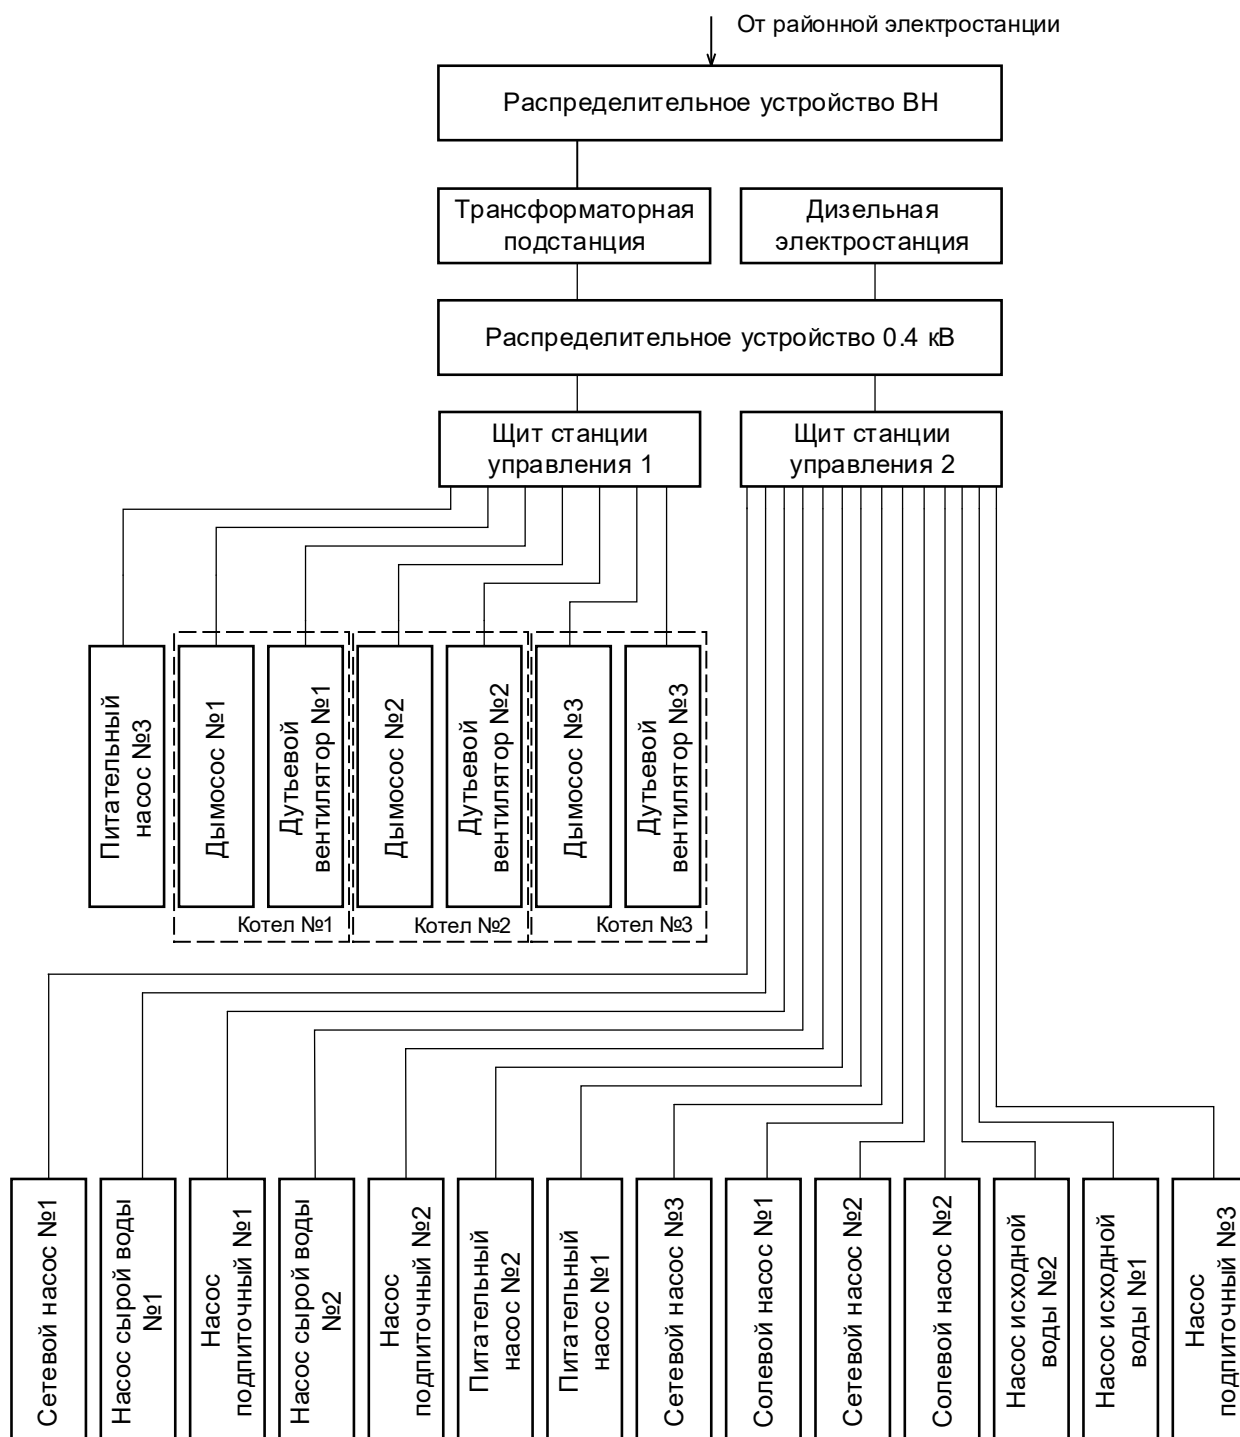 От районной электростанции
Распределительное устройство ВН
Трансформаторная
подстанция
Дизельная
электростанция
Распределительное устройство 0.4 кВ
Щит станции
управления 1
Щит станции
управления 2
Питательный
насос №3
Дымосос №1
Дутьевой
вентилятор №1
Дымосос №2
Дутьевой
вентилятор №2
Дымосос №3
Дутьевой
вентилятор №3
Котел №1
Котел №2
Котел №3
Сетевой насос №1
Насос сырой воды
№1
Насос
подпиточный №1
Насос сырой воды
№2
Насос
подпиточный №2
Питательный
насос №2
Питательный
насос №1
Сетевой насос №3
Солевой насос №1
Сетевой насос №2
Солевой насос №2
Насос исходной
воды №2
Насос исходной
воды №1
Насос
подпиточный №3